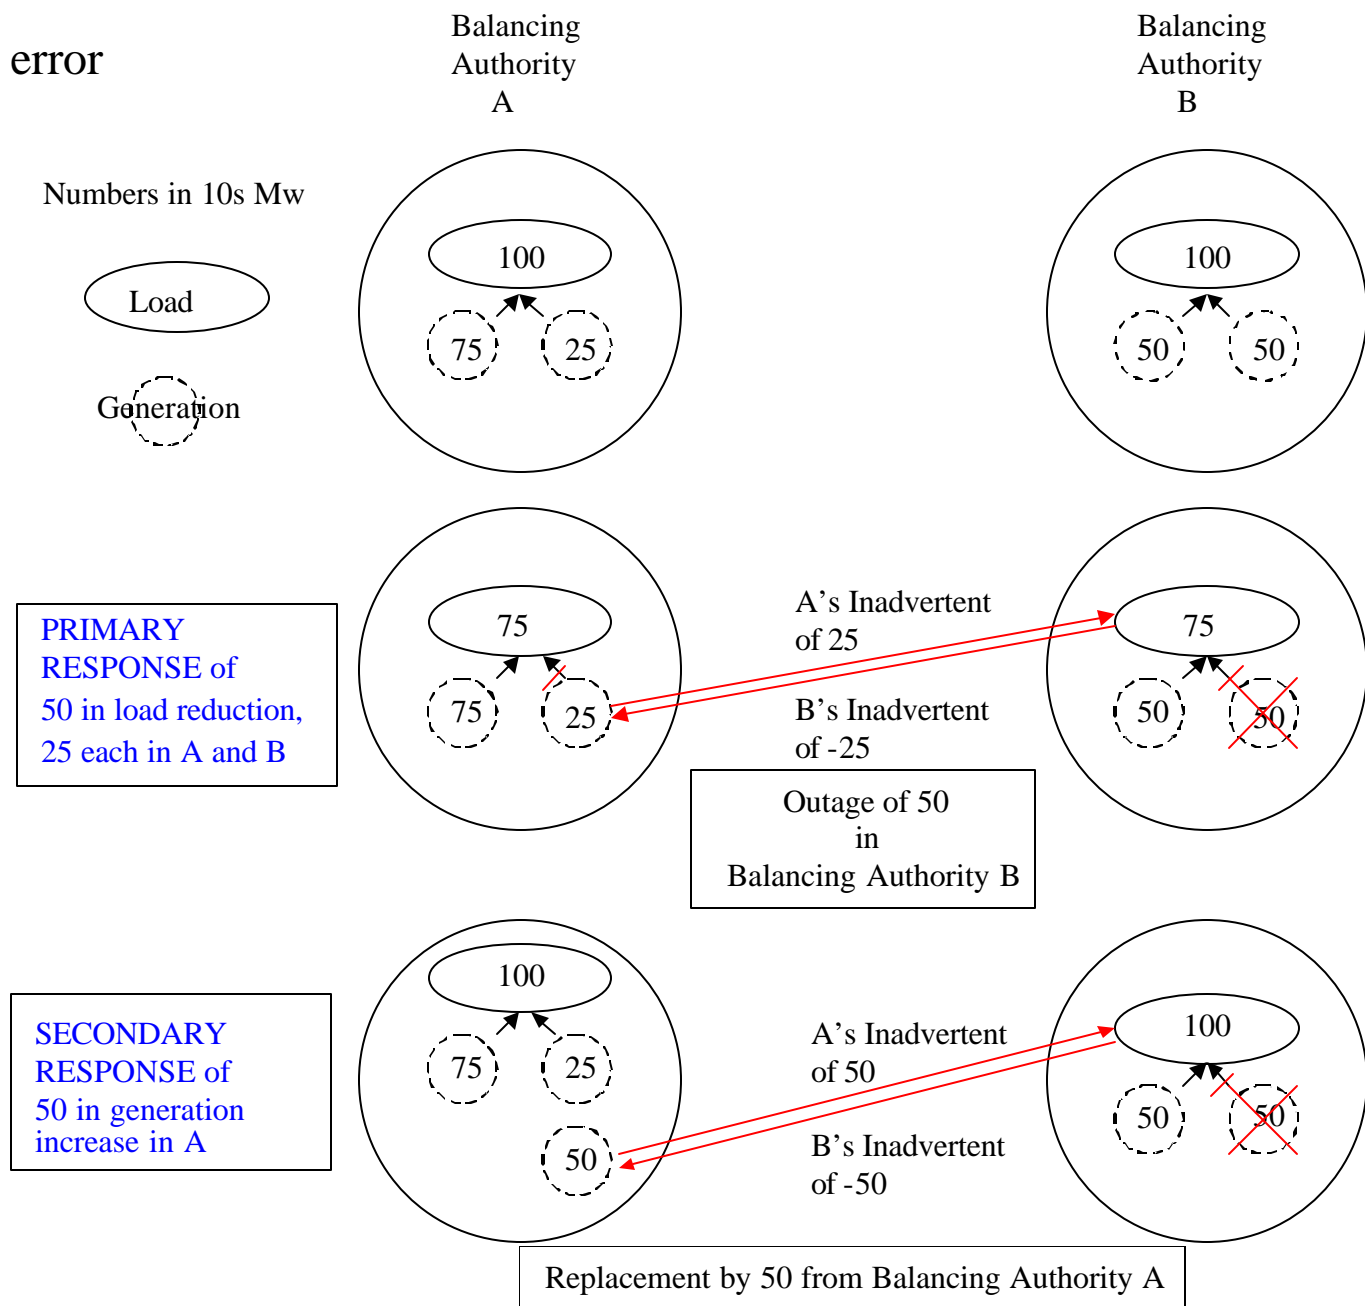 error
Balancing
Authority
A
Balancing
Authority
B
Numbers in 10s Mw
Load
Generation
100
75
25
100
50
50
PRIMARY
RESPONSE of
50 in load reduction,
25 each in A and B
75
75
25
A’s Inadvertent
of 25
B’s Inadvertent
of -25
75
50
50
Outage of 50
in
Balancing Authority B
SECONDARY
RESPONSE of
50 in generation
increase in A
100
75
25
50
A’s Inadvertent
of 50
B’s Inadvertent
of -50
100
50
50
Replacement by 50 from Balancing Authority A